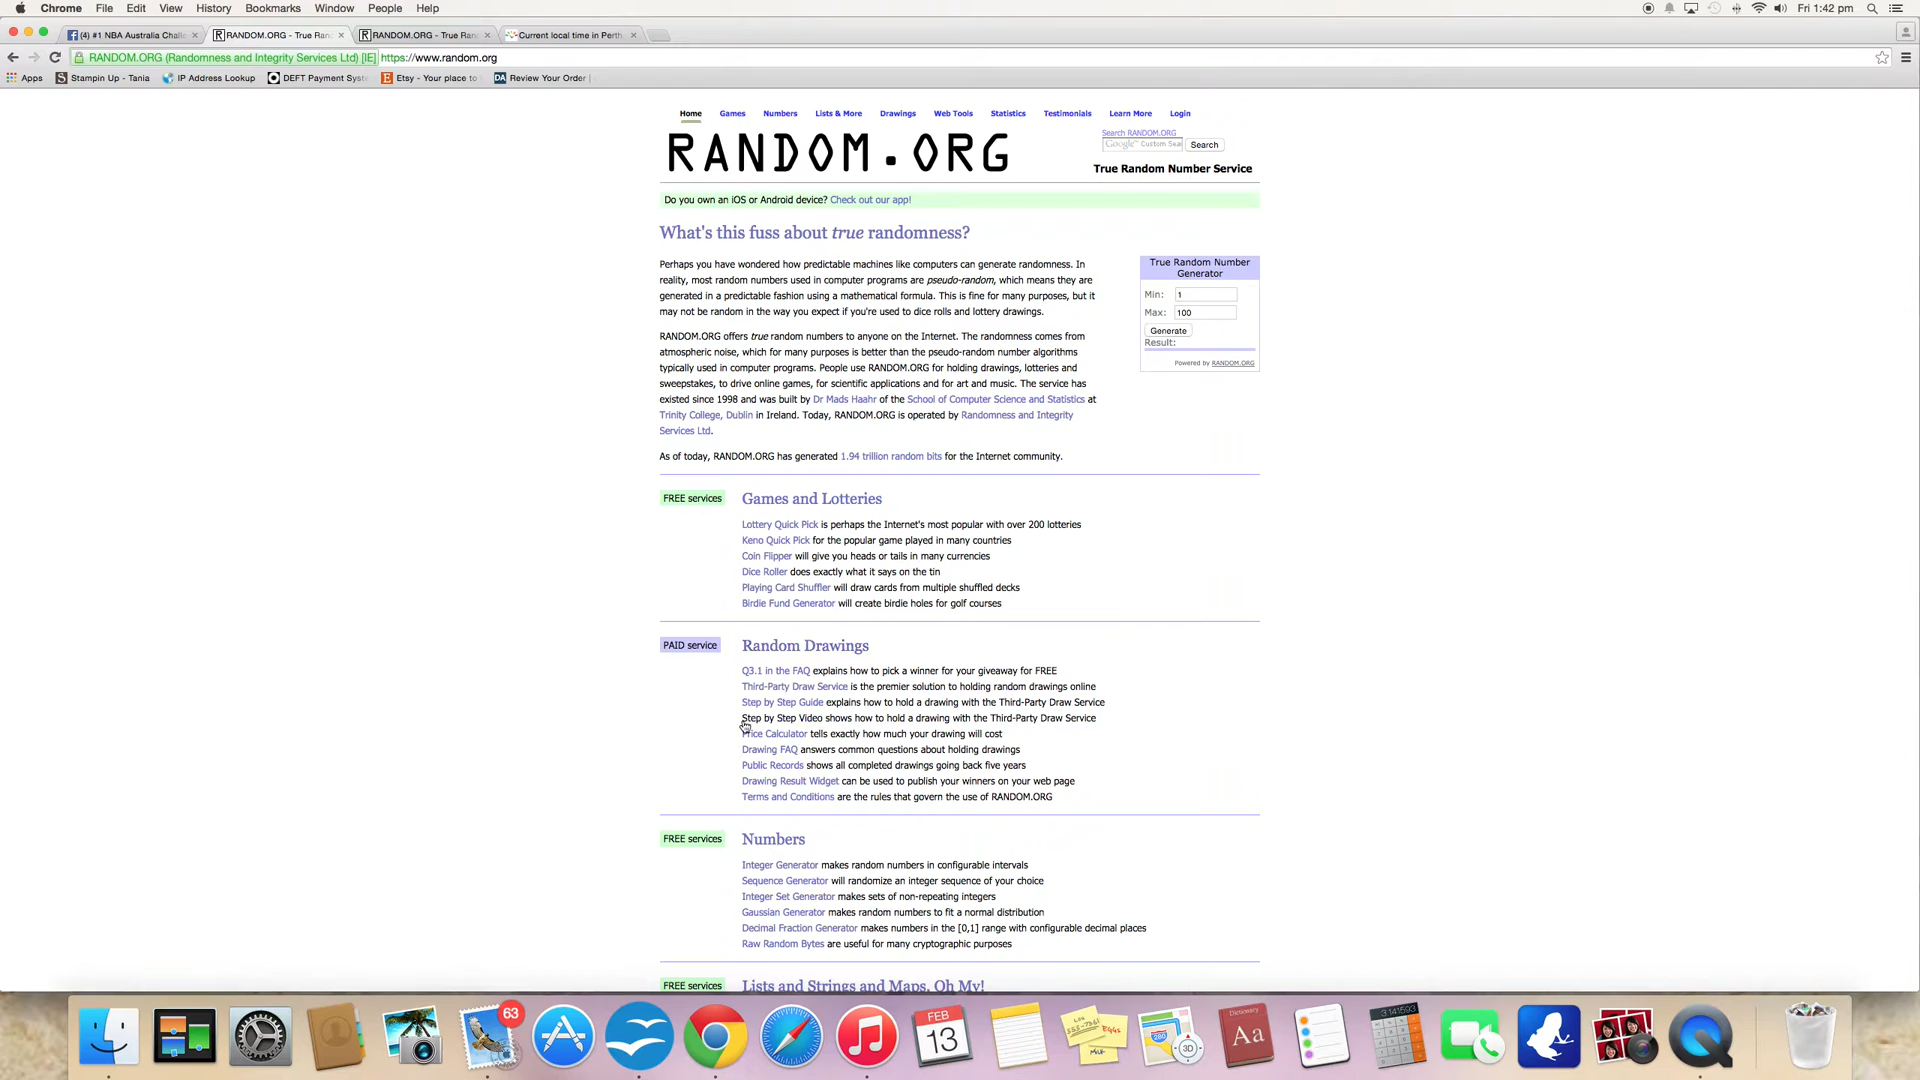 Chrome File Edit View History Bookmarks Window People Help Fri 1:42 pm
(4) #1 NBA Australia Challe RANDOM.ORG - True Ran RANDOM.ORG - True Ran Current local time in Perth
RANDOM.ORG (Randomness and Integrity Services Ltd) [IE] https://www.random.org
Apps Stampin Up - Tania IP Address Lookup DEFT Payment Syst Etsy - Your place to Review Your Order
Home Games Numbers Lists & More Drawings Web Tools Statistics Testimonials Learn More Login
RANDOM.ORG
Search RANDOM.ORG
Google™ Custom Sea Search
True Random Number Service
Do you own an iOS or Android device? Check out our app!
What's this fuss about true randomness?
Perhaps you have wondered how predictable machines like computers can generate randomness. In
reality, most random numbers used in computer programs are pseudo-random, which means they are
generated in a predictable fashion using a mathematical formula. This is fine for many purposes, but it
may not be random in the way you expect if you're used to dice rolls and lottery drawings.
RANDOM.ORG offers true random numbers to anyone on the Internet. The randomness comes from
atmospheric noise, which for many purposes is better than the pseudo-random number algorithms
typically used in computer programs. People use RANDOM.ORG for holding drawings, lotteries and
sweepstakes, to drive online games, for scientific applications and for art and music. The service has
existed since 1998 and was built by Dr Mads Haahr of the School of Computer Science and Statistics at
Trinity College, Dublin in Ireland. Today, RANDOM.ORG is operated by Randomness and Integrity
Services Ltd.
As of today, RANDOM.ORG has generated 1.94 trillion random bits for the Internet community.
True Random Number
Generator
Min: 1
Max: 100
Generate
Result:
Powered by RANDOM.ORG
FREE services Games and Lotteries
Lottery Quick Pick is perhaps the Internet's most popular with over 200 lotteries
Keno Quick Pick for the popular game played in many countries
Coin Flipper will give you heads or tails in many currencies
Dice Roller does exactly what it says on the tin
Playing Card Shuffler will draw cards from multiple shuffled decks
Birdie Fund Generator will create birdie holes for golf courses
PAID service Random Drawings
Q3.1 in the FAQ explains how to pick a winner for your giveaway for FREE
Third-Party Draw Service is the premier solution to holding random drawings online
Step by Step Guide explains how to hold a drawing with the Third-Party Draw Service
Step by Step Video shows how to hold a drawing with the Third-Party Draw Service
Price Calculator tells exactly how much your drawing will cost
Drawing FAQ answers common questions about holding drawings
Public Records shows all completed drawings going back five years
Drawing Result Widget can be used to publish your winners on your web page
Terms and Conditions are the rules that govern the use of RANDOM.ORG
FREE services Numbers
Integer Generator makes random numbers in configurable intervals
Sequence Generator will randomize an integer sequence of your choice
Integer Set Generator makes sets of non-repeating integers
Gaussian Generator makes random numbers to fit a normal distribution
Decimal Fraction Generator makes numbers in the [0,1] range with configurable decimal places
Raw Random Bytes are useful for many cryptographic purposes
FREE services Lists and Strings and Maps, Oh My!
63
FEB
13
EGGS
MILK
280
3D
Dictionary
Aa